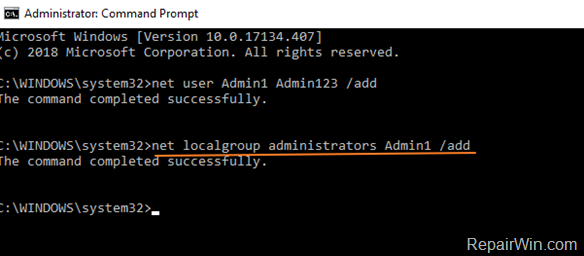 Administrator: Command Prompt
Microsoft Windows [Version 10.0.17134.407]
(c) 2018 Microsoft Corporation. All rights reserved.
C:\WINDOWS\system32>net user Admin1 Admin123 /add
The command completed successfully.
C:\WINDOWS\system32>net localgroup administrators Admin1 /add
The command completed successfully.
C:\WINDOWS\system32>
RepairWin.com